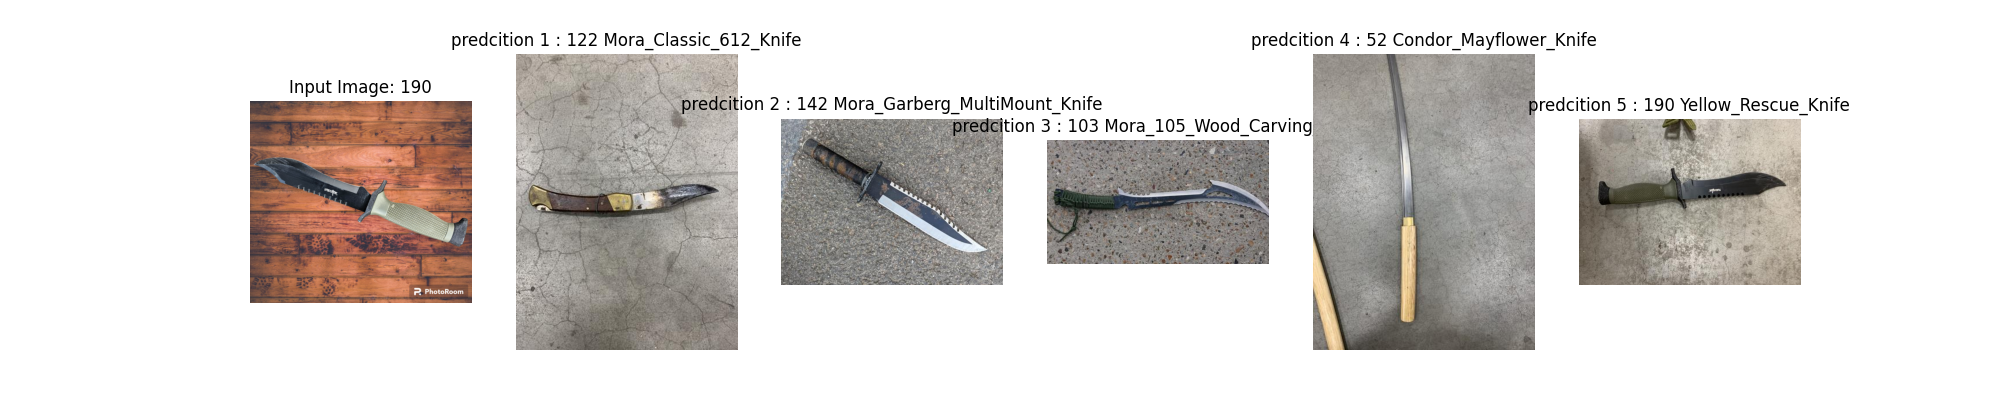 predcition 1 : 122 Mora_Classic_612_Knife
predcition 4 : 52 Condor_Mayflower_Knife
Input Image: 190
predcition 2 : 142 Mora_Garberg_MultiMount_Knife
predcition 5 : 190 Yellow_Rescue_Knife
predcition 3 : 103 Mora_105_Wood_Carving
PhotoRoom